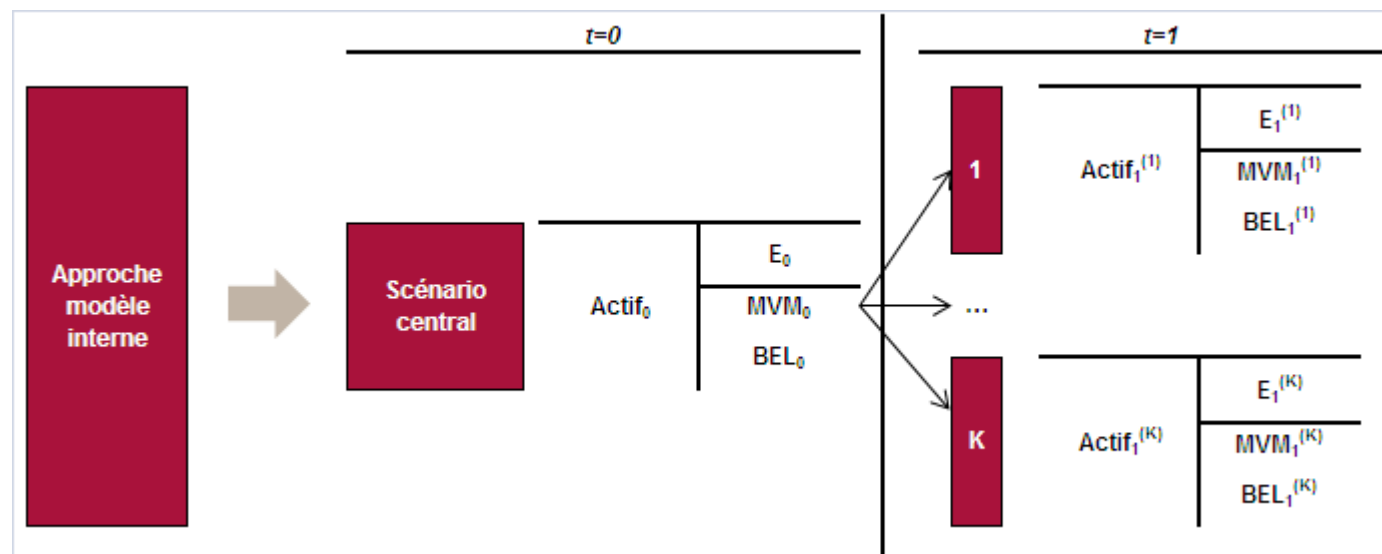 t=0
t=1
Approche
modèle
interne
Scénario
central
Actif₀
E₀
MVM₀
BEL₀
1
Actif₁⁽¹⁾
E₁⁽¹⁾
MVM₁⁽¹⁾
BEL₁⁽¹⁾
...
K
Actif₁⁽ᴷ⁾
E₁⁽ᴷ⁾
MVM₁⁽ᴷ⁾
BEL₁⁽ᴷ⁾